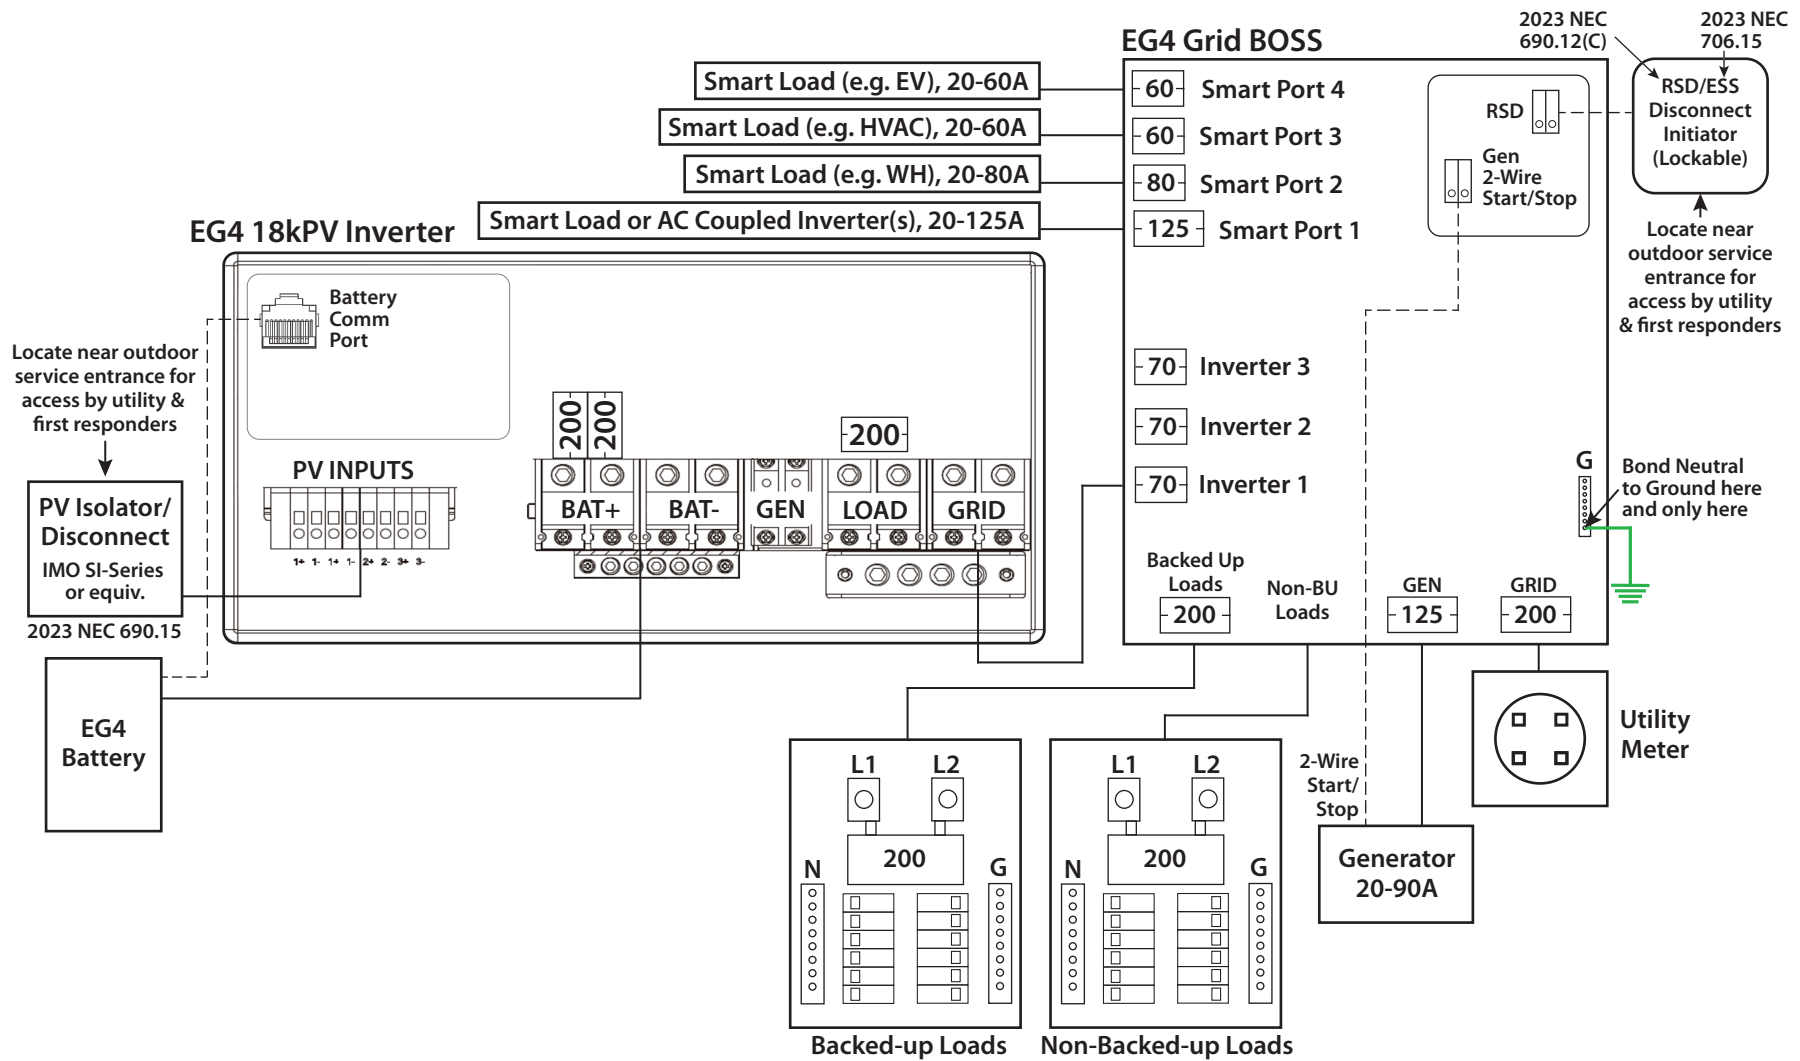 2023 NEC
690.12(C)
2023 NEC
706.15
EG4 Grid BOSS
Smart Load (e.g. EV), 20-60A
60
Smart Port 4
Smart Load (e.g. HVAC), 20-60A
60
Smart Port 3
Smart Load (e.g. WH), 20-80A
80
Smart Port 2
Smart Load or AC Coupled Inverter(s), 20-125A
125
Smart Port 1
RSD
Gen
2-Wire
Start/Stop
RSD/ESS
Disconnect
Initiator
(Lockable)
Locate near
outdoor service
entrance for
access by utility
& first responders
EG4 18kPV Inverter
Battery
Comm
Port
Locate near outdoor
service entrance for
access by utility &
first responders
PV Isolator/
Disconnect
IMO SI-Series
or equiv.
2023 NEC 690.15
PV INPUTS
1+ 1- 1+ 1- 2+ 2- 3+ 3-
200
200
200
BAT+
BAT-
GEN
LOAD
GRID
70
Inverter 3
70
Inverter 2
70
Inverter 1
G
Bond Neutral
to Ground here
and only here
Backed Up
Loads
200
Non-BU
Loads
GEN
125
GRID
200
EG4
Battery
Utility
Meter
2-Wire
Start/
Stop
Generator
20-90A
L1
L2
200
N
G
Backed-up Loads
L1
L2
200
N
G
Non-Backed-up Loads